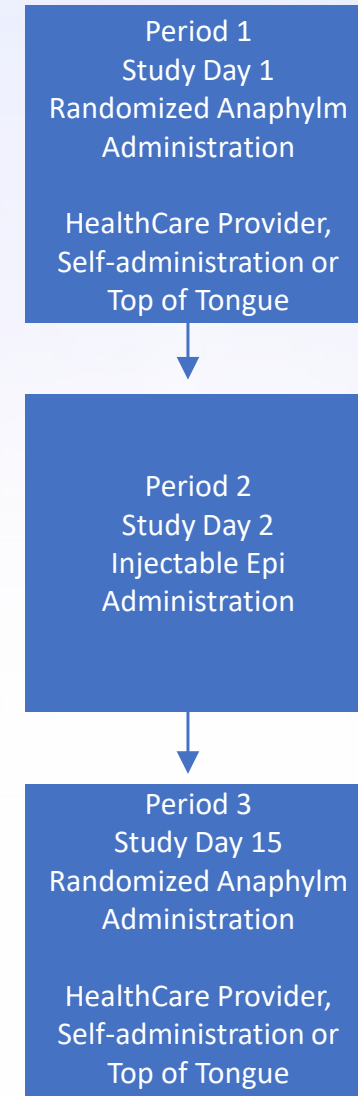 Period 1
Study Day 1
Randomized Anaphylm
Administration
HealthCare Provider,
Self-administration or
Top of Tongue
Period 2
Study Day 2
Injectable Epi
Administration
Period 3
Study Day 15
Randomized Anaphylm
Administration
HealthCare Provider,
Self-administration or
Top of Tongue